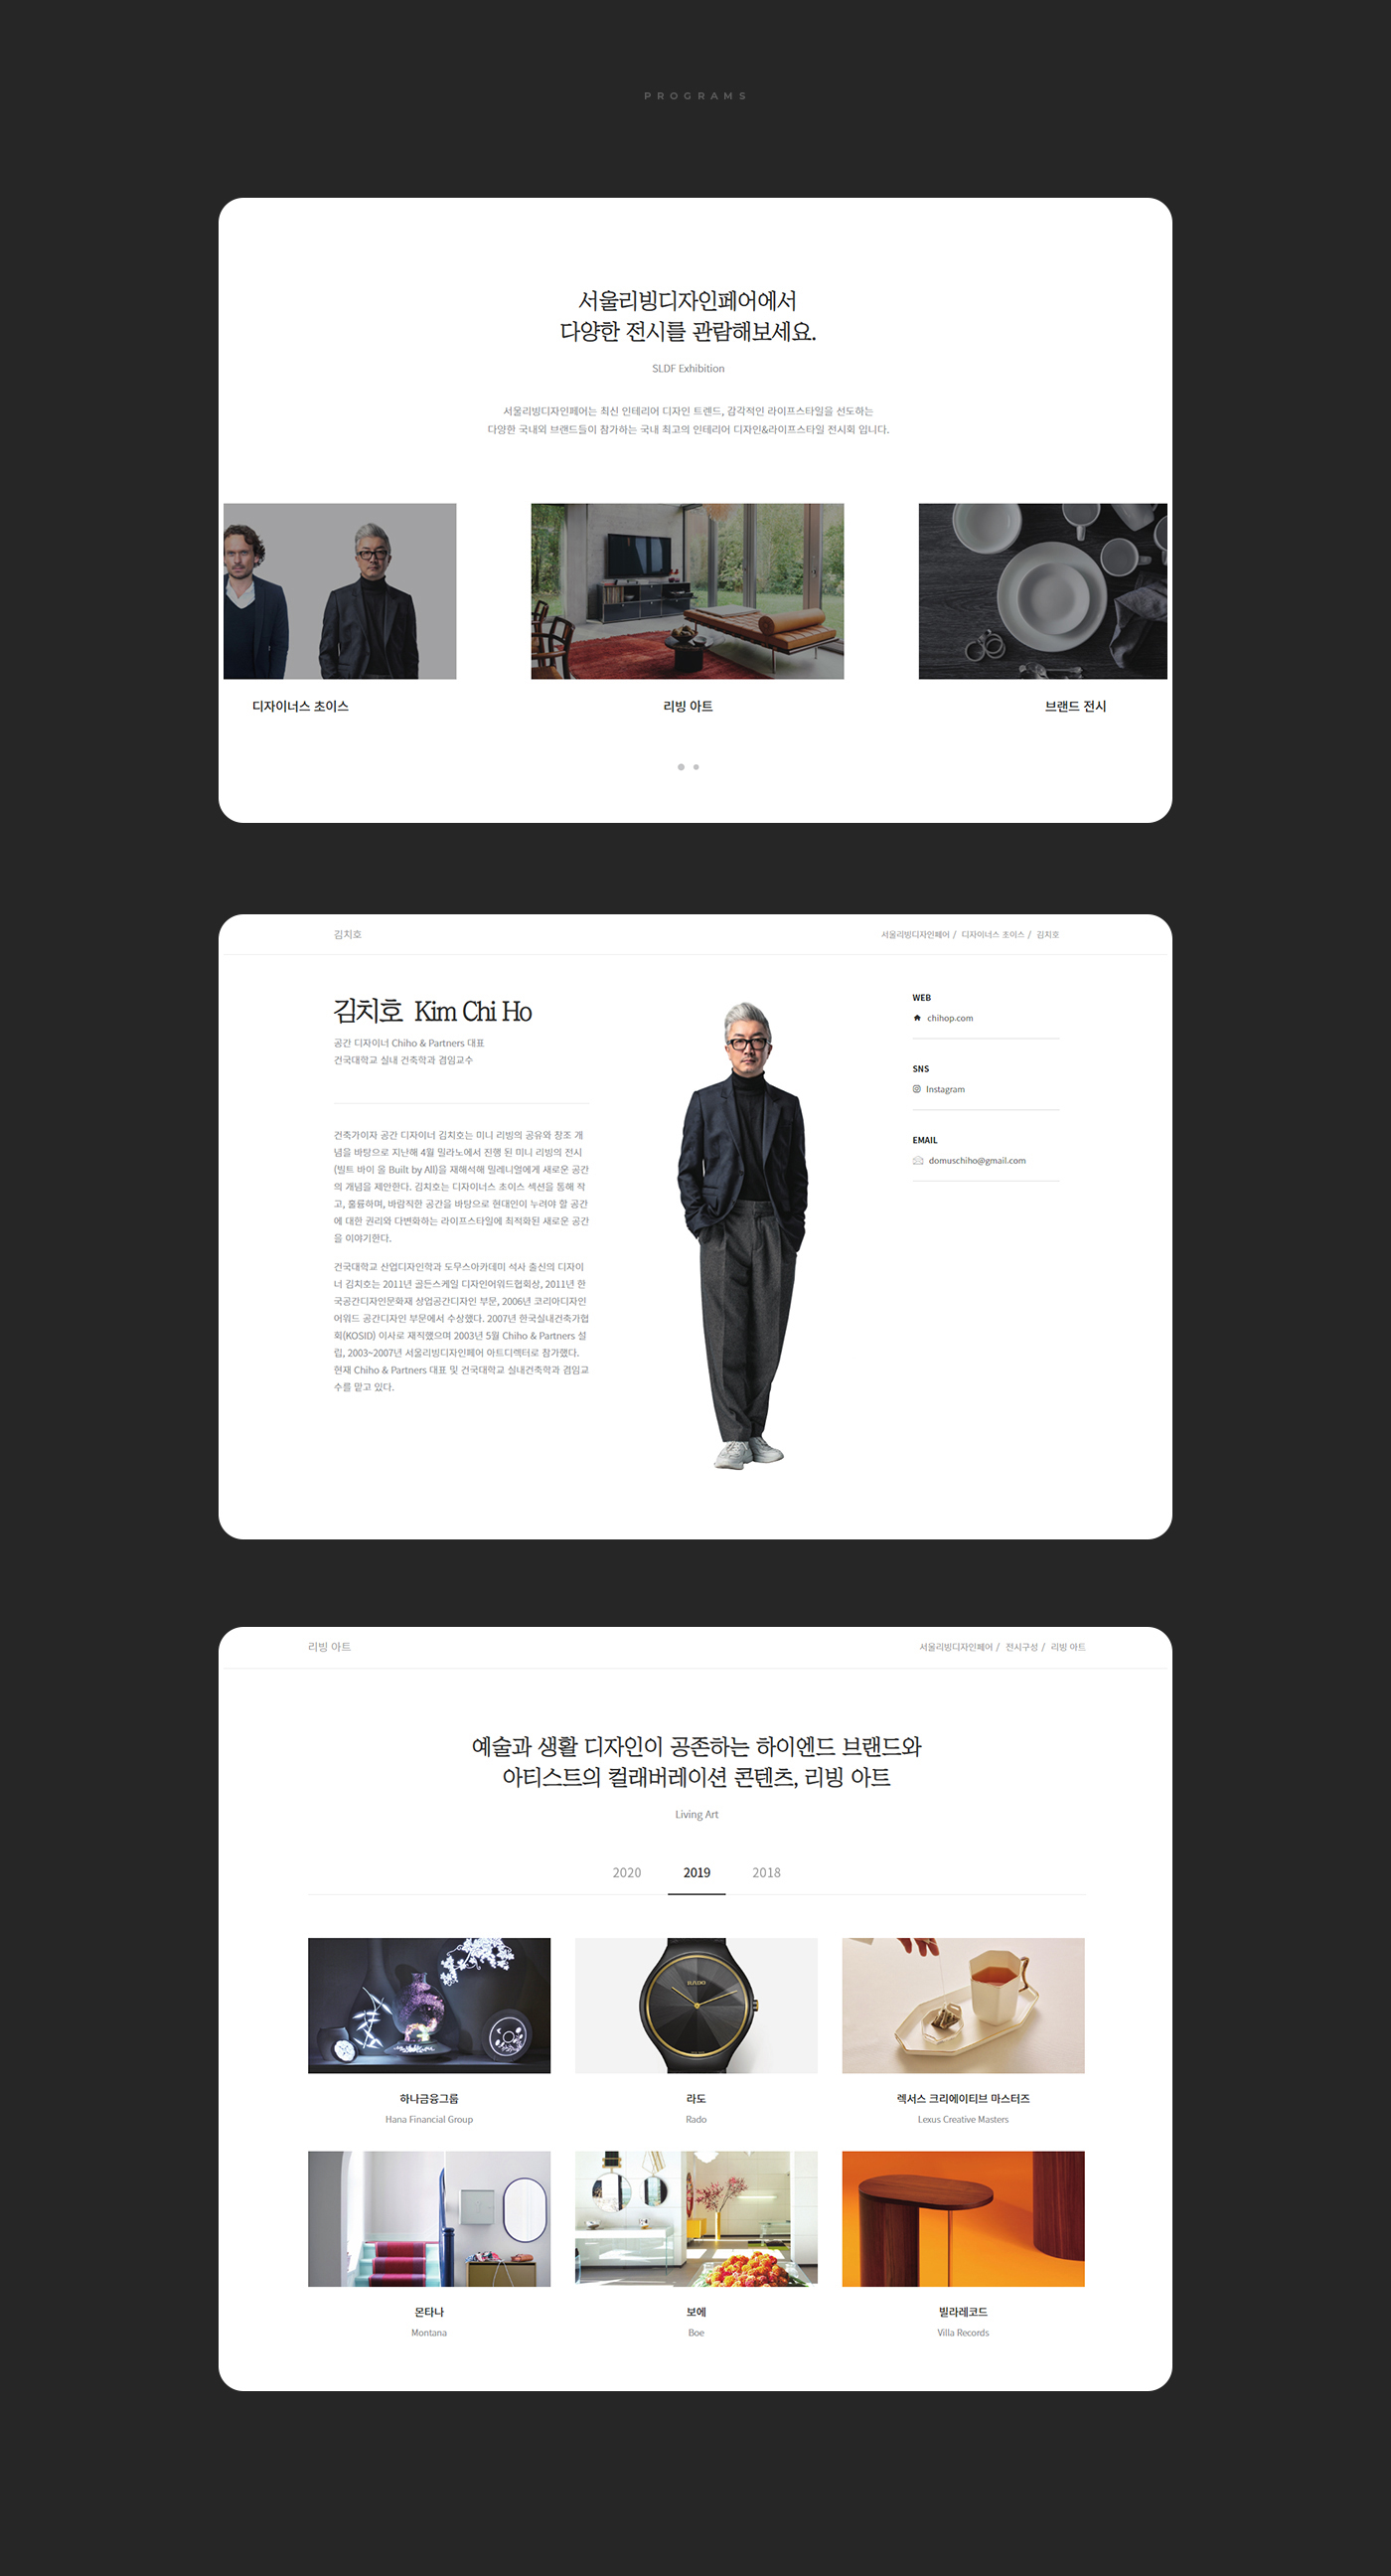 PROGRAMS
서울리빙디자인페어에서
다양한 전시를 관람해보세요.
SLDF Exhibition
서울리빙디자인페어는 최신 인테리어 디자인 트렌드, 감각적인 라이프스타일을 선도하는
다양한 국내외 브랜드들이 참가하는 국내 최고의 인테리어 디자인&라이프스타일 전시회 입니다.
디자이너스 초이스
리빙 아트
브랜드 전시
김치호
서울리빙디자인페어 / 디자이너스 초이스 / 김치호
김치호 Kim Chi Ho
공간 디자이너 Chiho & Partners 대표
건국대학교 실내 건축학과 겸임교수
건축가이자 공간 디자이너 김치호는 미니 리빙의 공유와 창조 개
념을 바탕으로 지난해 4월 밀라노에서 진행 된 미니 리빙의 전시
(빌트 바이 올 Built by All)을 재해석해 밀레니얼에게 새로운 공간
의 개념을 제안한다. 김치호는 디자이너스 초이스 섹션을 통해 작
고, 훌륭하며, 바람직한 공간을 바탕으로 현대인이 누려야 할 공간
에 대한 권리와 다변화하는 라이프스타일에 최적화된 새로운 공간
을 이야기한다.
건국대학교 산업디자인학과 도무스아카데미 석사 출신의 디자이
너 김치호는 2011년 골든스케일 디자인어워드협회상, 2011년 한
국공간디자인문화재 상업공간디자인 부문, 2006년 코리아디자인
어워드 공간디자인 부문에서 수상했다. 2007년 한국실내건축가협
회(KOSID) 이사로 재직했으며 2003년 5월 Chiho & Partners 설
립, 2003~2007년 서울리빙디자인페어 아트디렉터로 참가했다.
현재 Chiho & Partners 대표 및 건국대학교 실내건축학과 겸임교
수를 맡고 있다.
WEB
chihop.com
SNS
Instagram
EMAIL
domuschiho@gmail.com
리빙 아트
서울리빙디자인페어 / 전시구성 / 리빙 아트
예술과 생활 디자인이 공존하는 하이엔드 브랜드와
아티스트의 컬래버레이션 콘텐츠, 리빙 아트
Living Art
2020 2019 2018
RADO
하나금융그룹
Hana Financial Group
라도
Rado
렉서스 크리에이티브 마스터즈
Lexus Creative Masters
몬타나
Montana
보에
Boe
빌라레코드
Villa Records